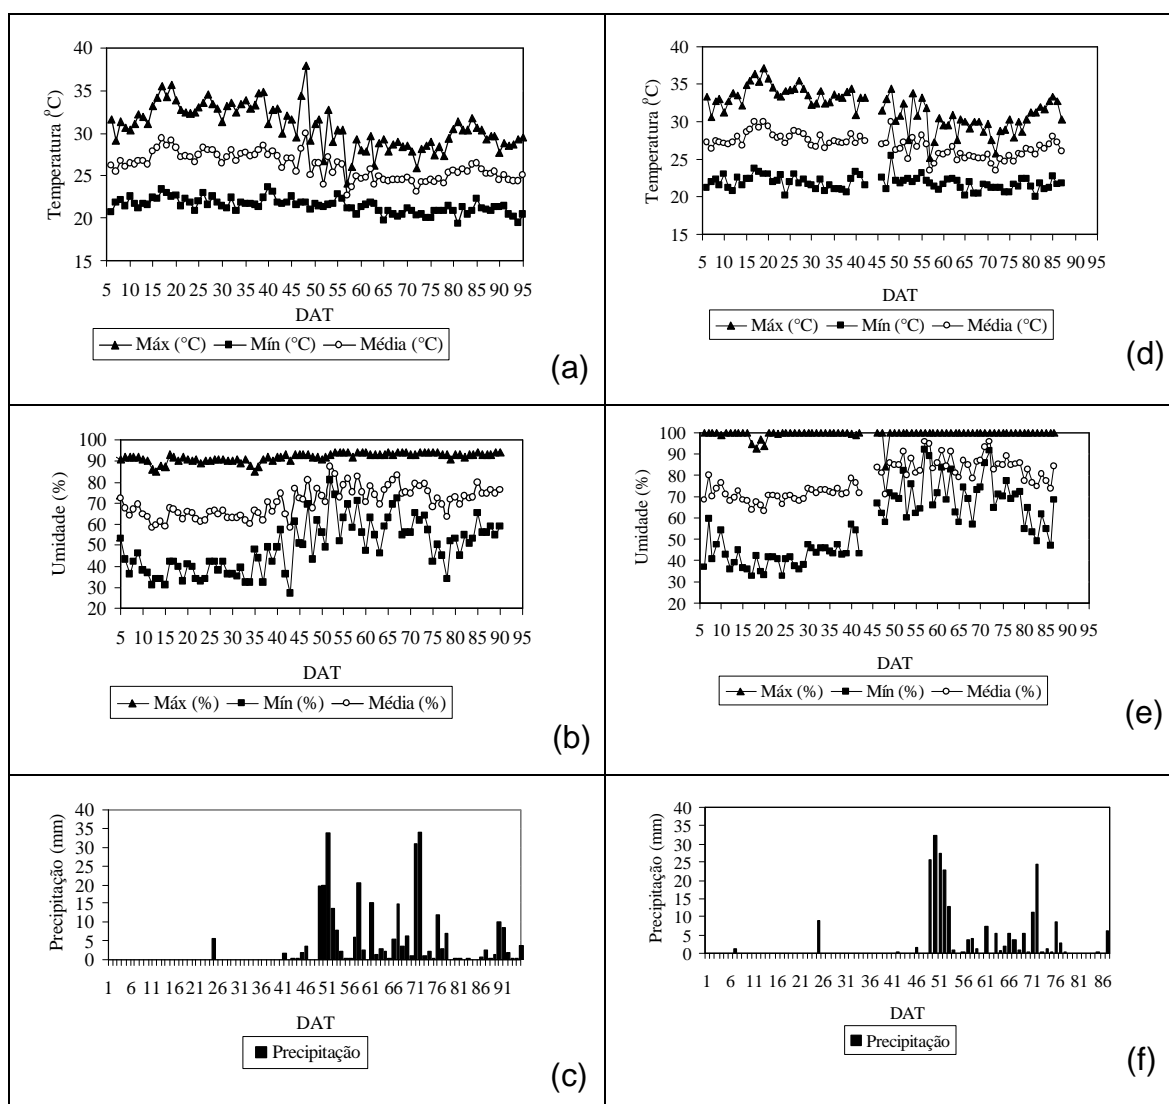 40
35
30
25
20
15
Temperatura (°C)
5 10 15 20 25 30 35 40 45 50 55 60 65 70 75 80 85 90 95
DAT
Máx (°C) Mín (°C) Média (°C)
(a)
40
35
30
25
20
15
Temperatura (°C)
5 10 15 20 25 30 35 40 45 50 55 60 65 70 75 80 85 90 95
DAT
Máx (°C) Mín (°C) Média (°C)
(d)
100
90
80
70
60
50
40
30
20
Umidade (%)
5 10 15 20 25 30 35 40 45 50 55 60 65 70 75 80 85 90 95
DAT
Máx (%) Mín (%) Média (%)
(b)
100
90
80
70
60
50
40
30
20
Umidade (%)
5 10 15 20 25 30 35 40 45 50 55 60 65 70 75 80 85 90 95
DAT
Máx (%) Mín (%) Média (%)
(e)
40
35
30
25
20
15
10
5
0
Precipitação (mm)
1 6 11 16 21 26 31 36 41 46 51 56 61 66 71 76 81 86 91
DAT
Precipitação
(c)
40
35
30
25
20
15
10
5
0
Precipitação (mm)
1 6 11 16 21 26 31 36 41 46 51 56 61 66 71 76 81 86
DAT
Precipitação
(f)